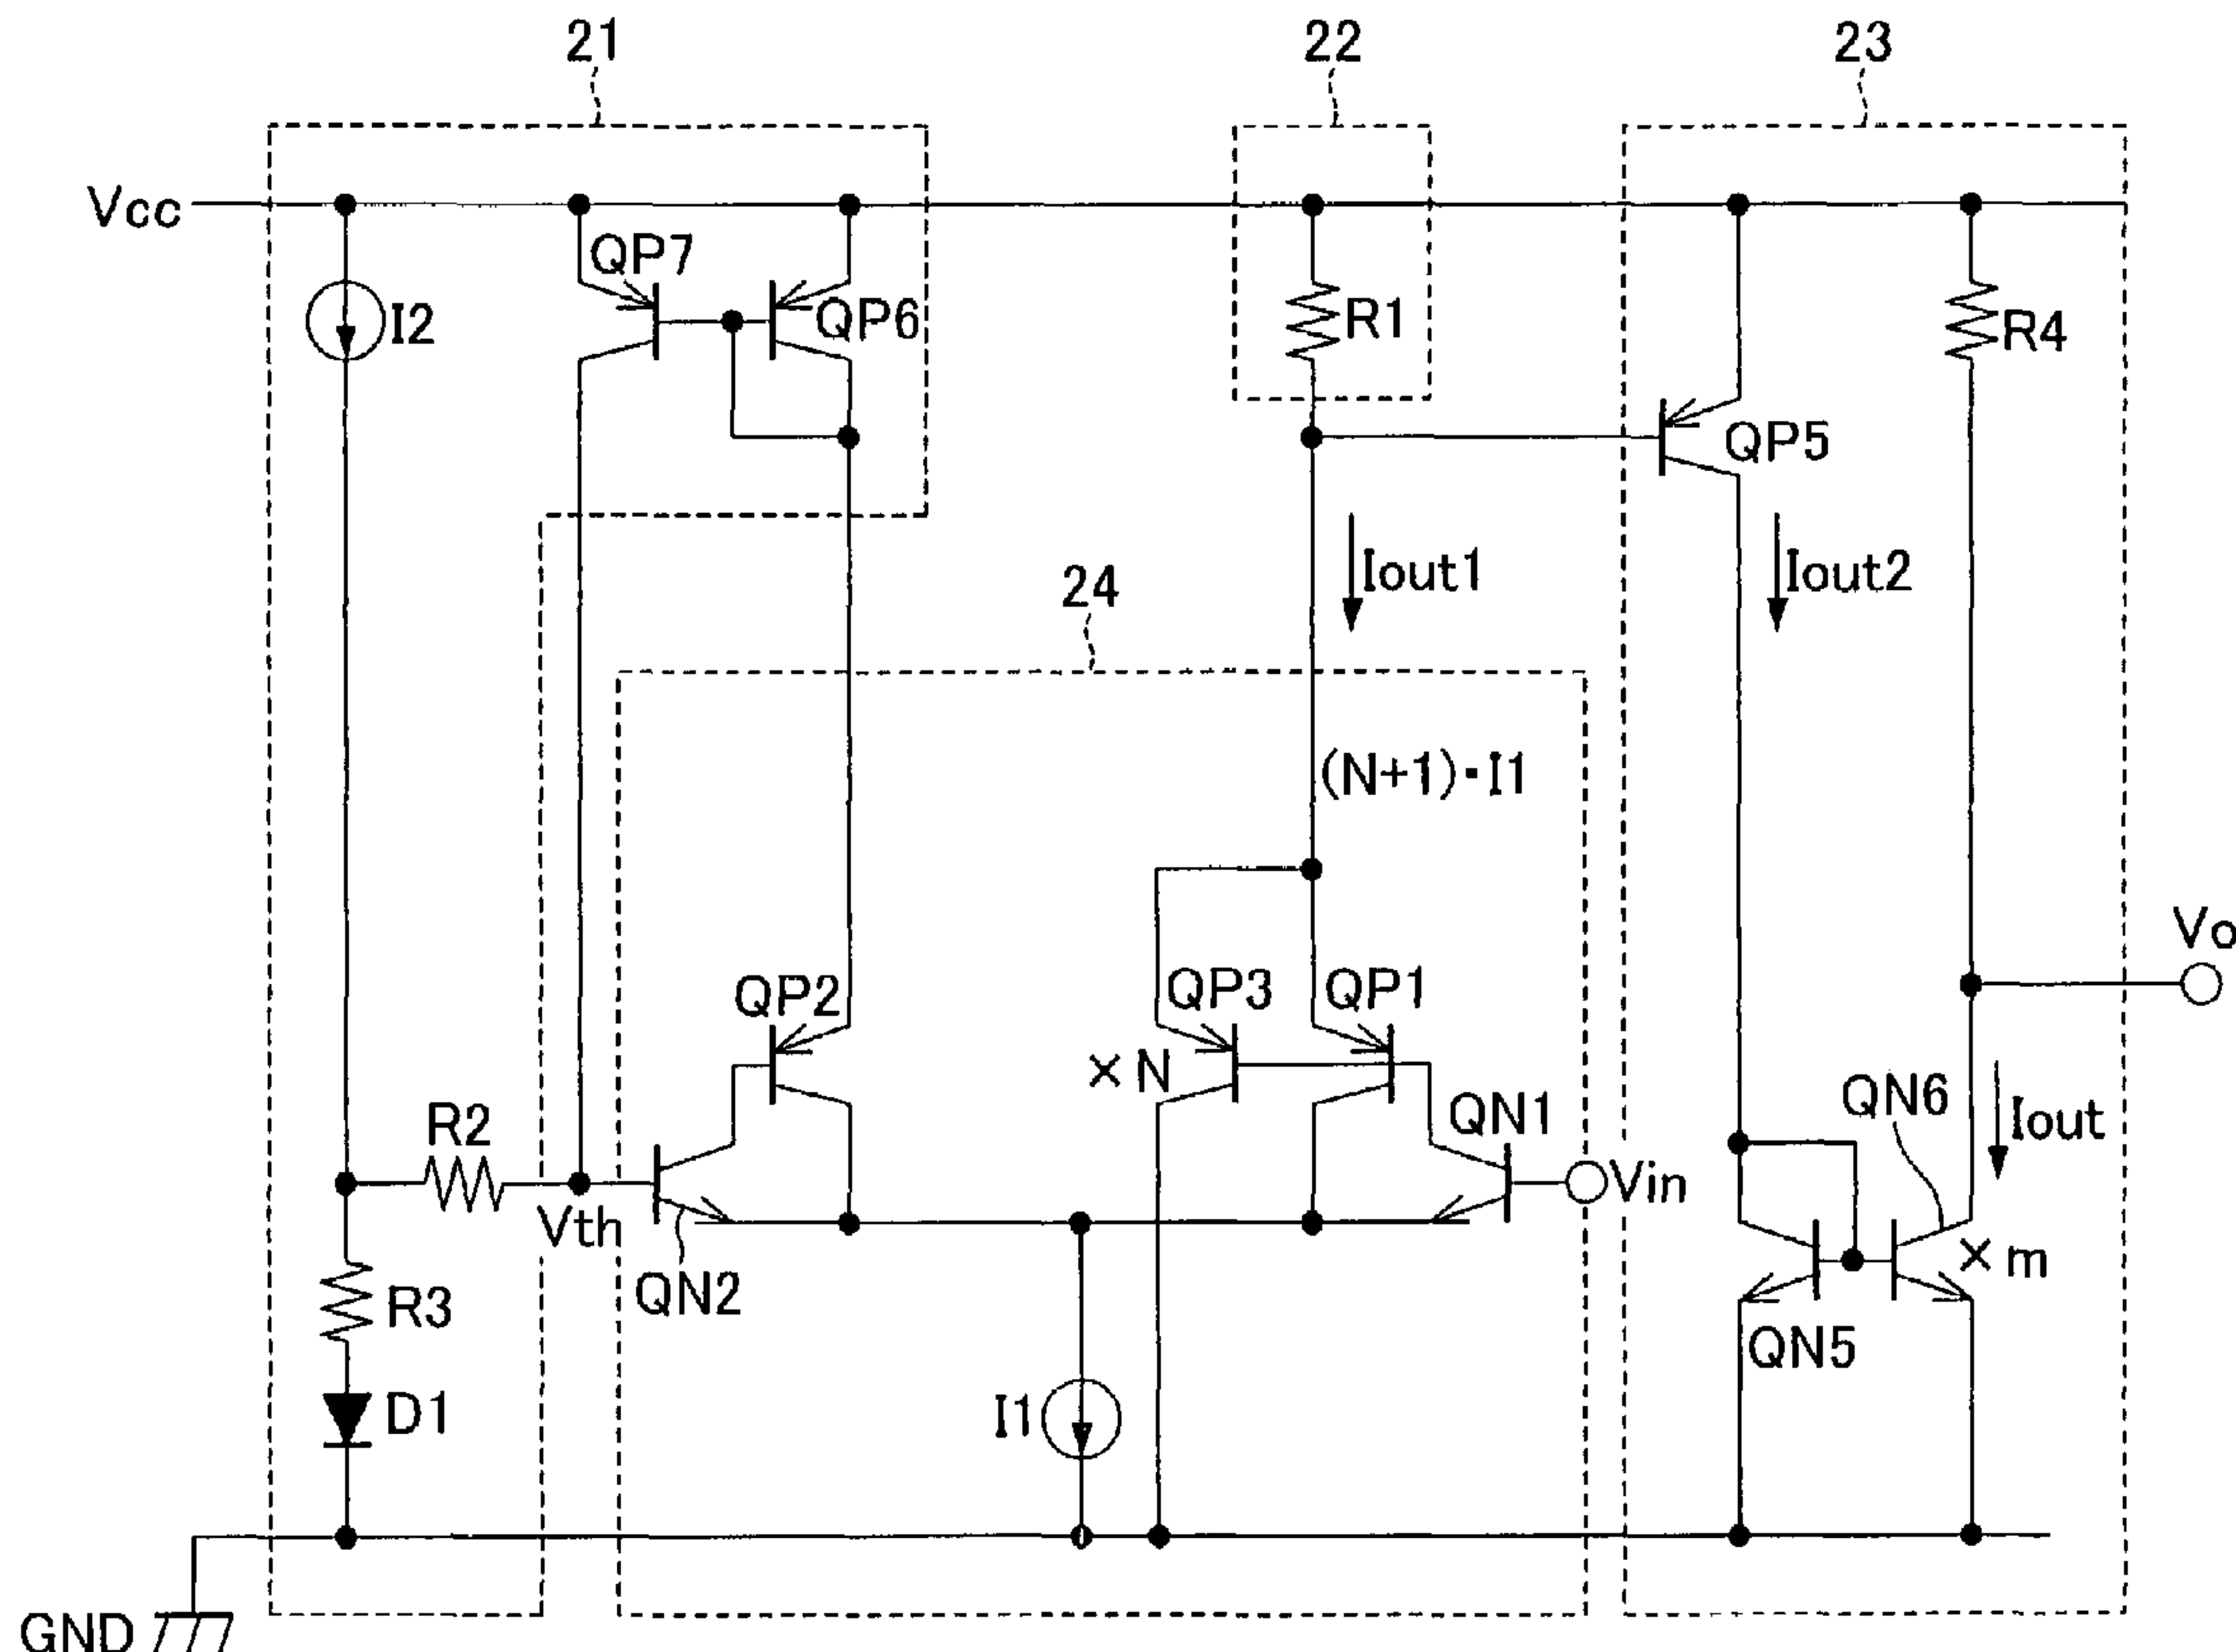 21
22
23
Vcc
QP7
I2
QP6
R1
R4
QP5
Iout1
Iout2
24
(N+1)・I1
Vo
QP2
QP3
QP1
×N
QN6
QN1
Iout
R2
Vin
Vth
×m
QN2
R3
QN5
D1
I1
GND